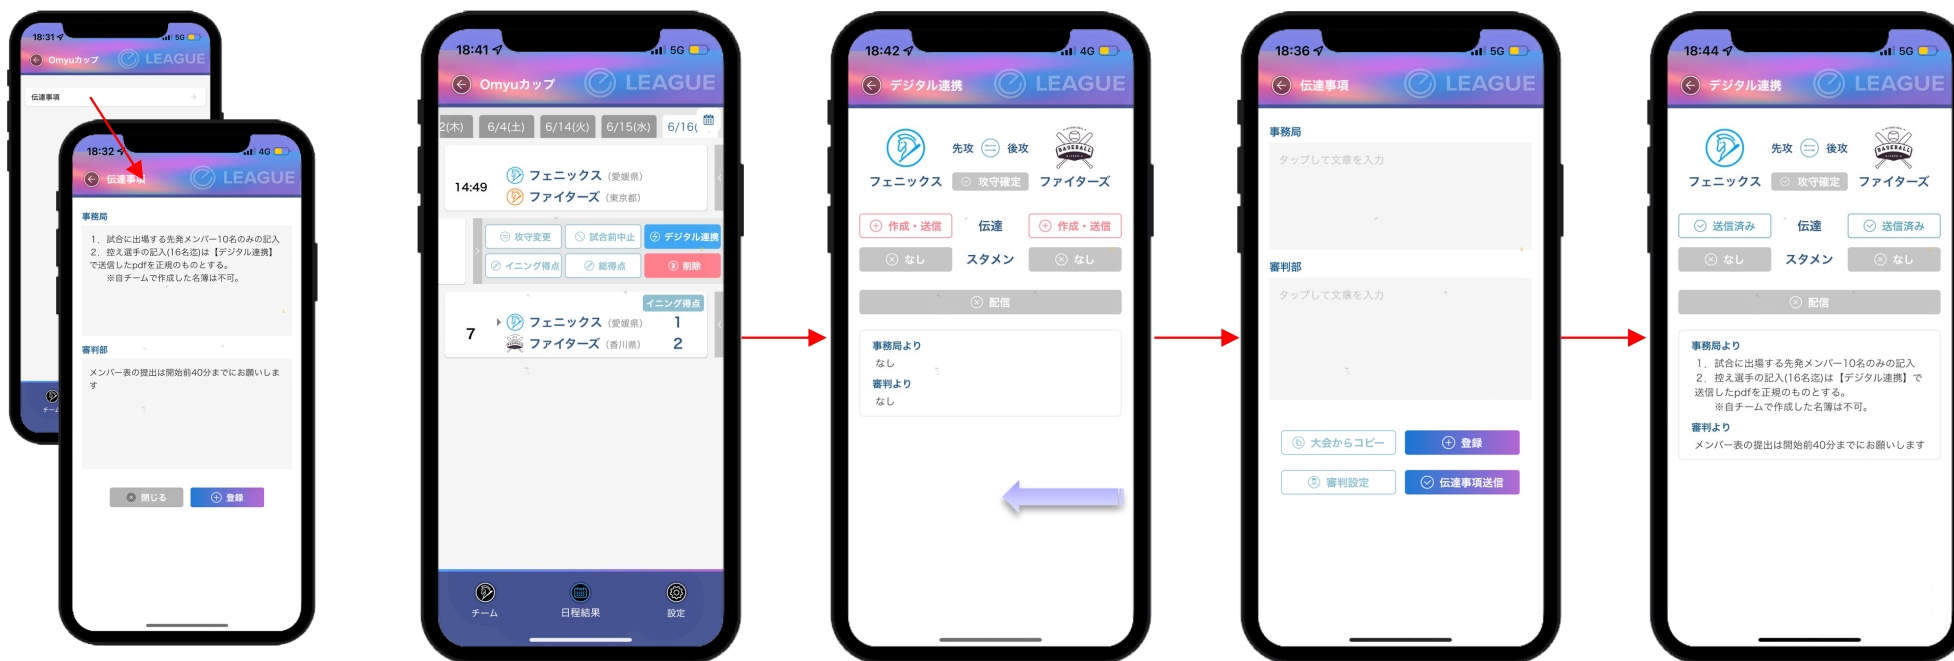 18:31
5G
Omyuカップ
LEAGUE
伝達事項
チーム
18:32
4G
伝達事項
LEAGUE
事務局
1. 試合に出場する先発メンバー10名のみの記入
2. 控え選手の記入(16名迄)は【デジタル連携】
で送信したpdfを正規のものとする。
※自チームで作成した名簿は不可。
審判部
メンバー表の提出は開始前40分までにお願いしま
す
閉じる
登録
18:41
5G
Omyuカップ
LEAGUE
2(木) 6/4(土) 6/14(火) 6/15(水) 6/16(
14:49
フェニックス (愛媛県)
ファイターズ (東京都)
攻守変更 試合前中止 デジタル連携
イニング得点 総得点 削除
イニング得点
7
フェニックス (愛媛県) 1
ファイターズ (香川県) 2
チーム 日程結果 設定
18:42
4G
デジタル連携
LEAGUE
BASEBALL
先攻 後攻
フェニックス 攻守確定 ファイターズ
作成・送信 伝達 作成・送信
なし スタメン なし
配信
事務局より
なし
審判より
なし
18:36
5G
伝達事項
LEAGUE
事務局
タップして文章を入力
審判部
タップして文章を入力
大会からコピー 登録
審判設定 伝達事項送信
18:44
5G
デジタル連携
LEAGUE
BASEBALL
先攻 後攻
フェニックス 攻守確定 ファイターズ
送信済み 伝達 送信済み
なし スタメン なし
配信
事務局より
1. 試合に出場する先発メンバー10名のみの記入
2. 控え選手の記入(16名迄)は【デジタル連携】で
送信したpdfを正規のものとする。
※自チームで作成した名簿は不可。
審判より
メンバー表の提出は開始前40分までにお願いします